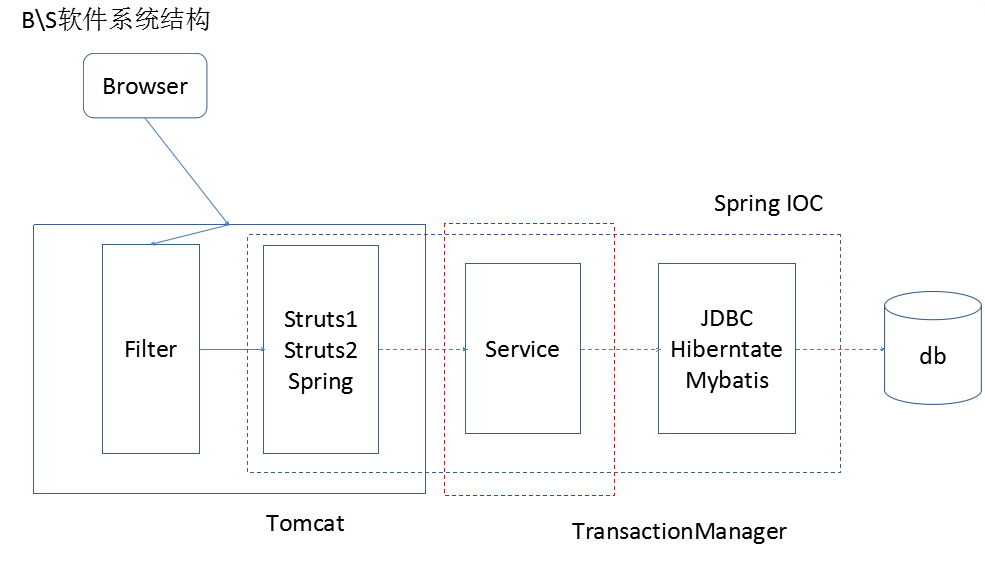 B\S软件系统结构
Browser
Spring IOC
Filter
Struts1
Struts2
Spring
Service
JDBC
Hiberntate
Mybatis
db
Tomcat
TransactionManager